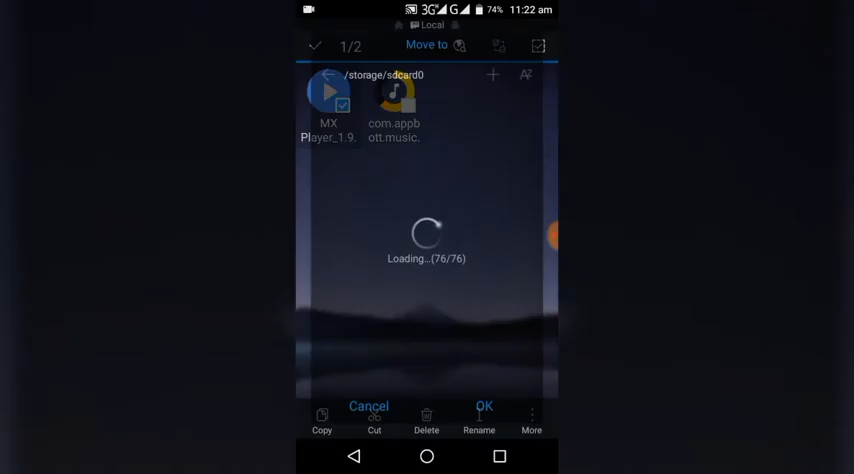 3G G 74% 11:22 am
Local
1/2 Move to
/storage/sdcard0
MX
Player_1.9.
com.appb
ott.music.
Loading...(76/76)
Cancel OK
Copy Cut Delete Rename More